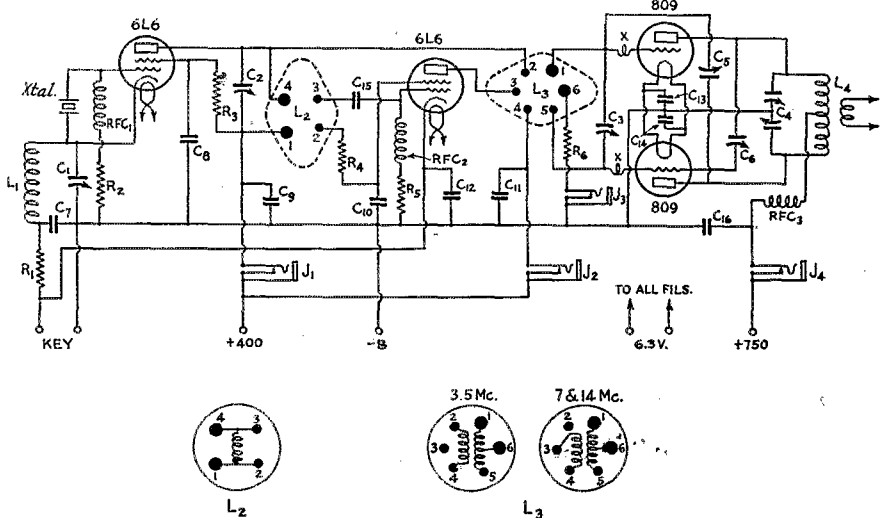 6L6
6L6
809
Xtal.
RFC1
R2
L1
C1
C7
R1
C8
R3
C2
4
3
L2
1
2
C15
R4
C9
C10
RFC2
R5
C12
C11
2
1
3
6
L3
4
5
R6
C3
X
X
C5
C13
C14
C6
C4
L4
809
J3
C16
RFC3
J1
J2
J4
TO ALL FILS.
KEY
+400
-B
6.3V.
+750
3.5 Mc.
7 & 14 Mc.
4
3
1
2
L2
2
1
3
6
4
5
2
1
3
6
4
5
L3